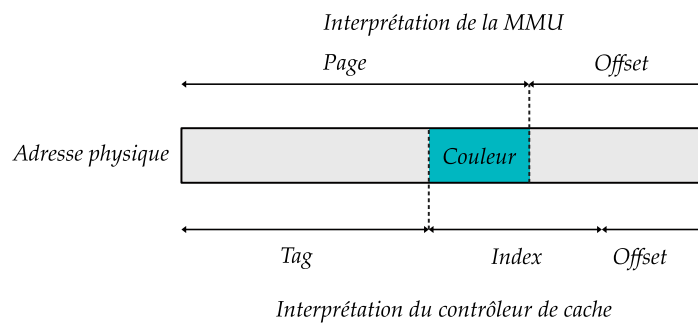 Interprétation de la MMU
Page Offset
Adresse physique Couleur
Tag Index Offset
Interprétation du contrôleur de cache